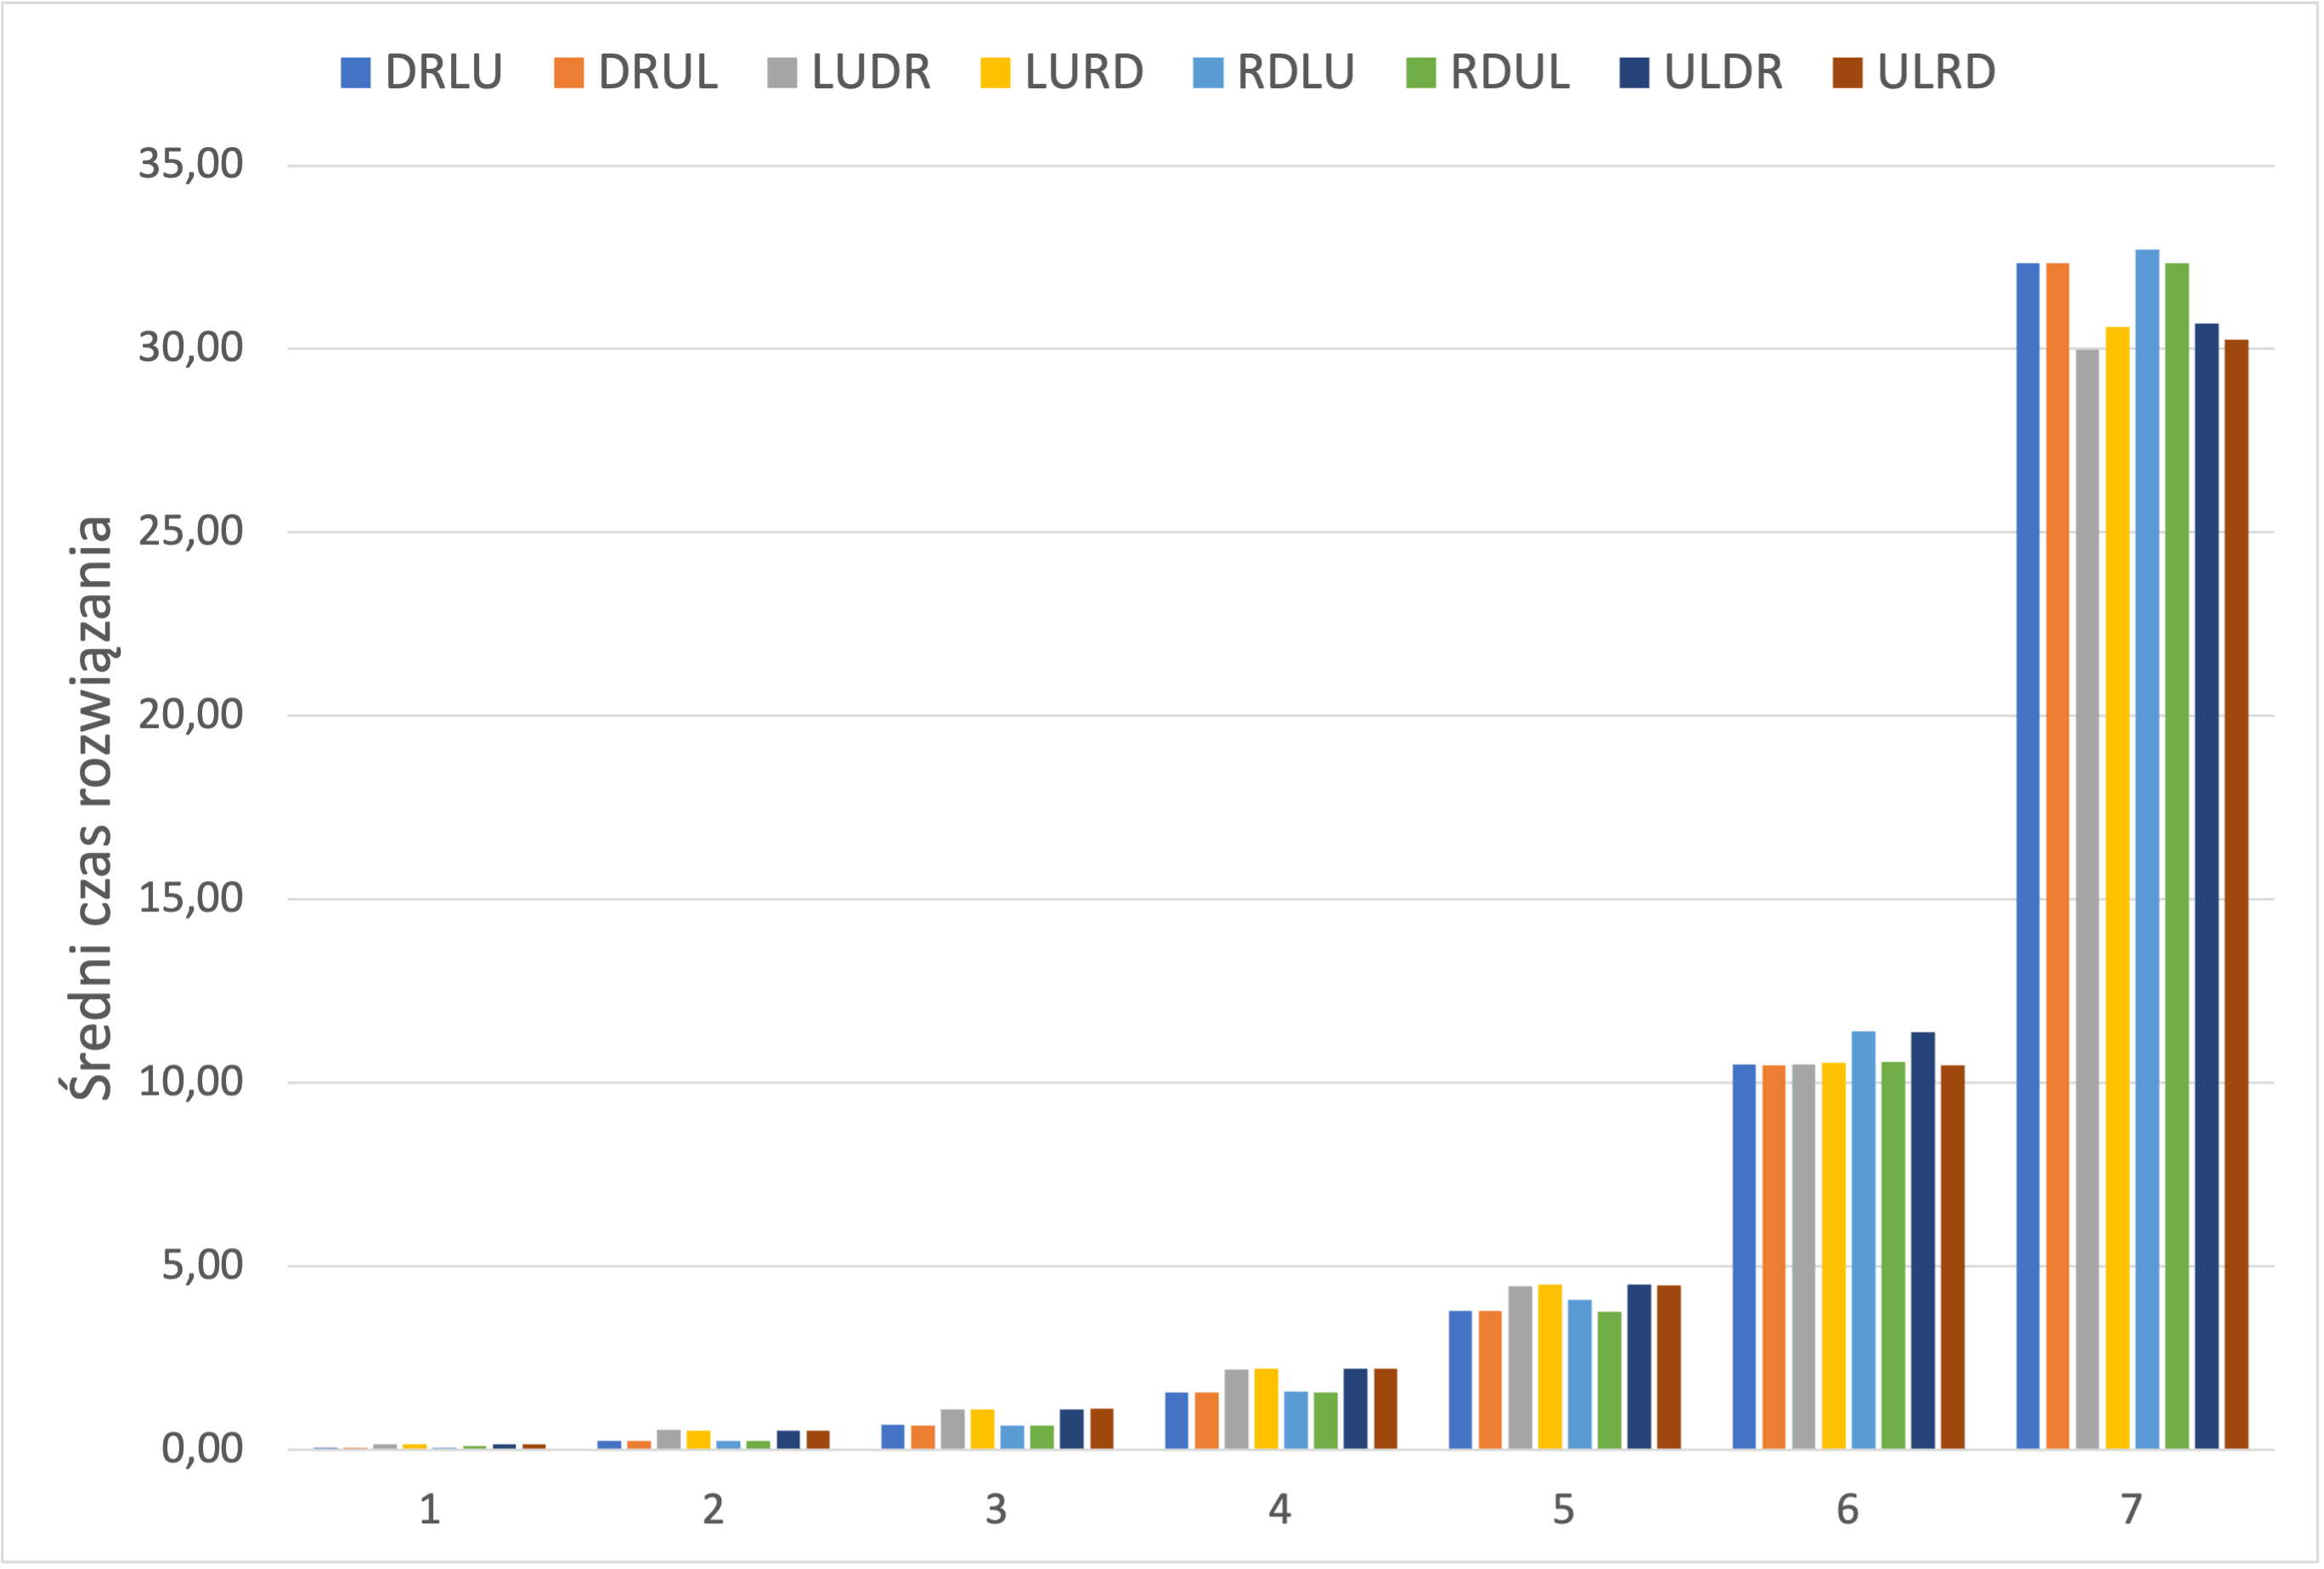 DRLU DRUL LUDR LURD RDLU RDUL ULDR ULRD
35,00
30,00
25,00
20,00
15,00
10,00
5,00
0,00
Średni czas rozwiązania
1 2 3 4 5 6 7